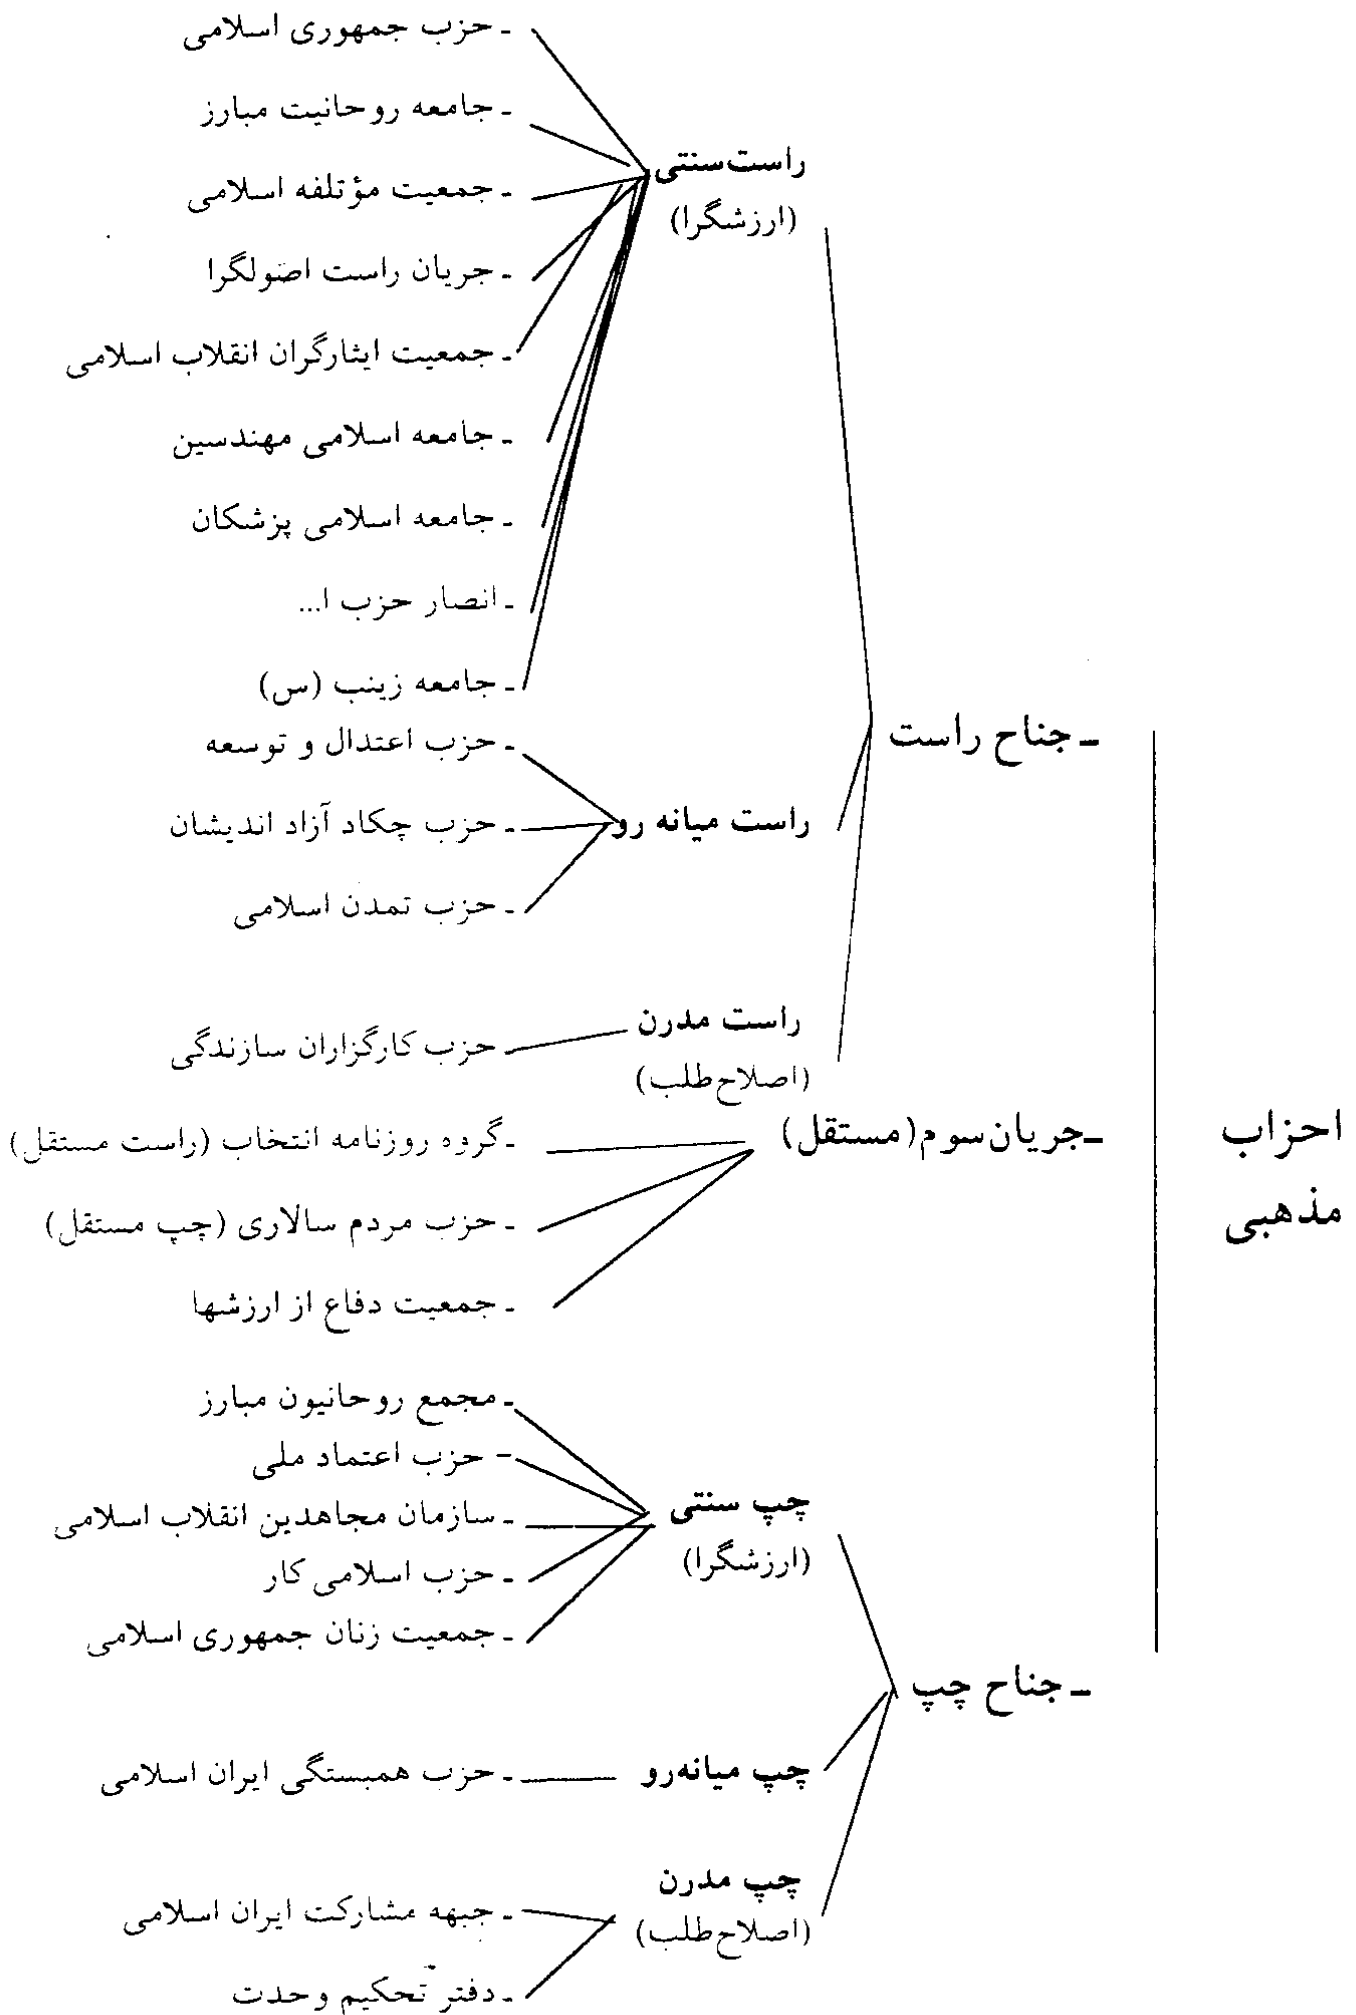 احزاب
مذهبی
ـ جناح راست
راست سنتی
(ارزشگرا)
ـ حزب جمهوری اسلامی
ـ جامعه روحانیت مبارز
ـ جمعیت مؤتلفه اسلامی
ـ جریان راست اصولگرا
ـ جمعیت ایثارگران انقلاب اسلامی
ـ جامعه اسلامی مهندسین
ـ جامعه اسلامی پزشکان
ـ انصار حزب ا...
ـ جامعه زینب (س)
راست میانه رو
ـ حزب اعتدال و توسعه
ـ حزب چکاد آزاد اندیشان
ـ حزب تمدن اسلامی
راست مدرن
(اصلاح‌طلب)
ـ حزب کارگزاران سازندگی
ـ جریان سوم (مستقل)
ـ گروه روزنامه انتخاب (راست مستقل)
ـ حزب مردم سالاری (چپ مستقل)
ـ جمعیت دفاع از ارزشها
ـ جناح چپ
چپ سنتی
(ارزشگرا)
ـ مجمع روحانیون مبارز
- حزب اعتماد ملی
ـ سازمان مجاهدین انقلاب اسلامی
ـ حزب اسلامی کار
ـ جمعیت زنان جمهوری اسلامی
چپ میانه‌رو
ـ حزب همبستگی ایران اسلامی
چپ مدرن
(اصلاح‌طلب)
ـ جبهه مشارکت ایران اسلامی
ـ دفتر تحکیم وحدت